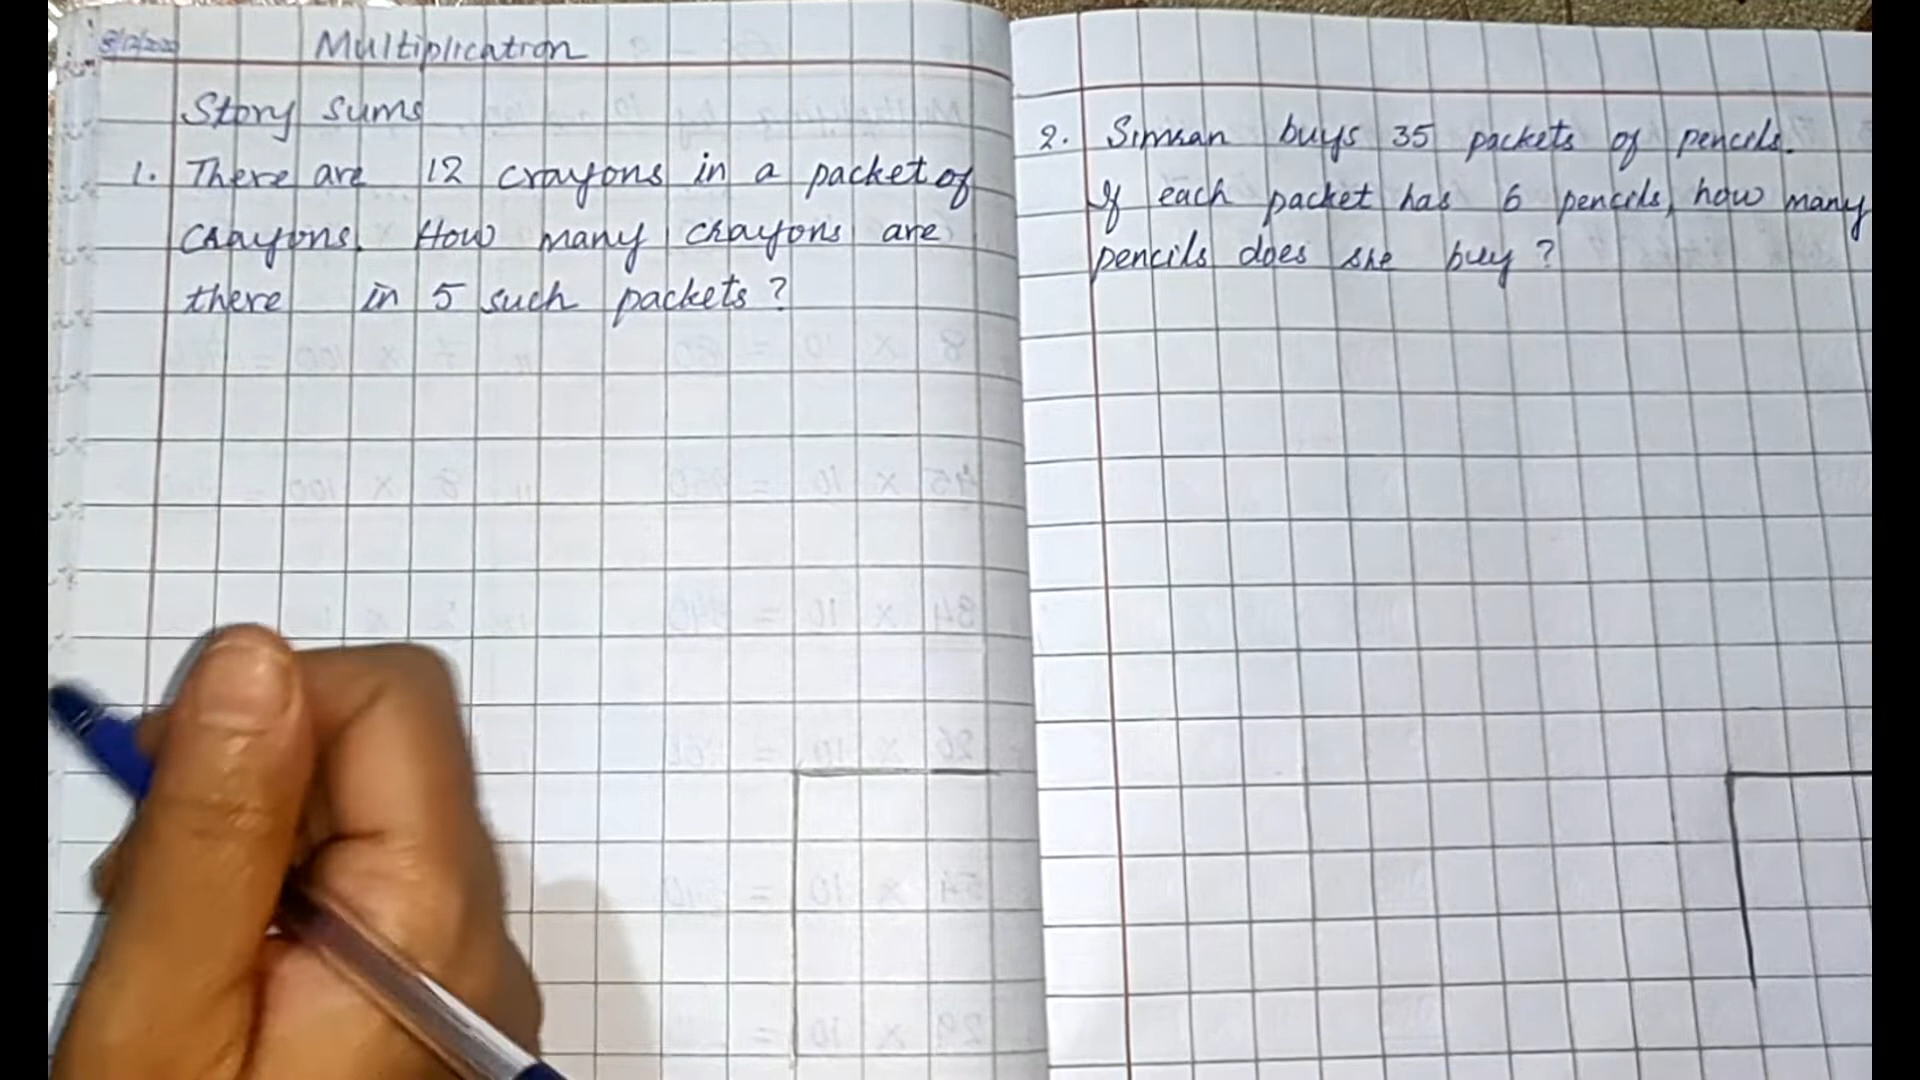 Multiplication
Story sums
1. There are 12 crayons in a packet of
crayons. How many crayons are
there in 5 such packets?
2. Simran buys 35 packets of pencils.
If each packet has 6 pencils, how many
pencils does she buy?